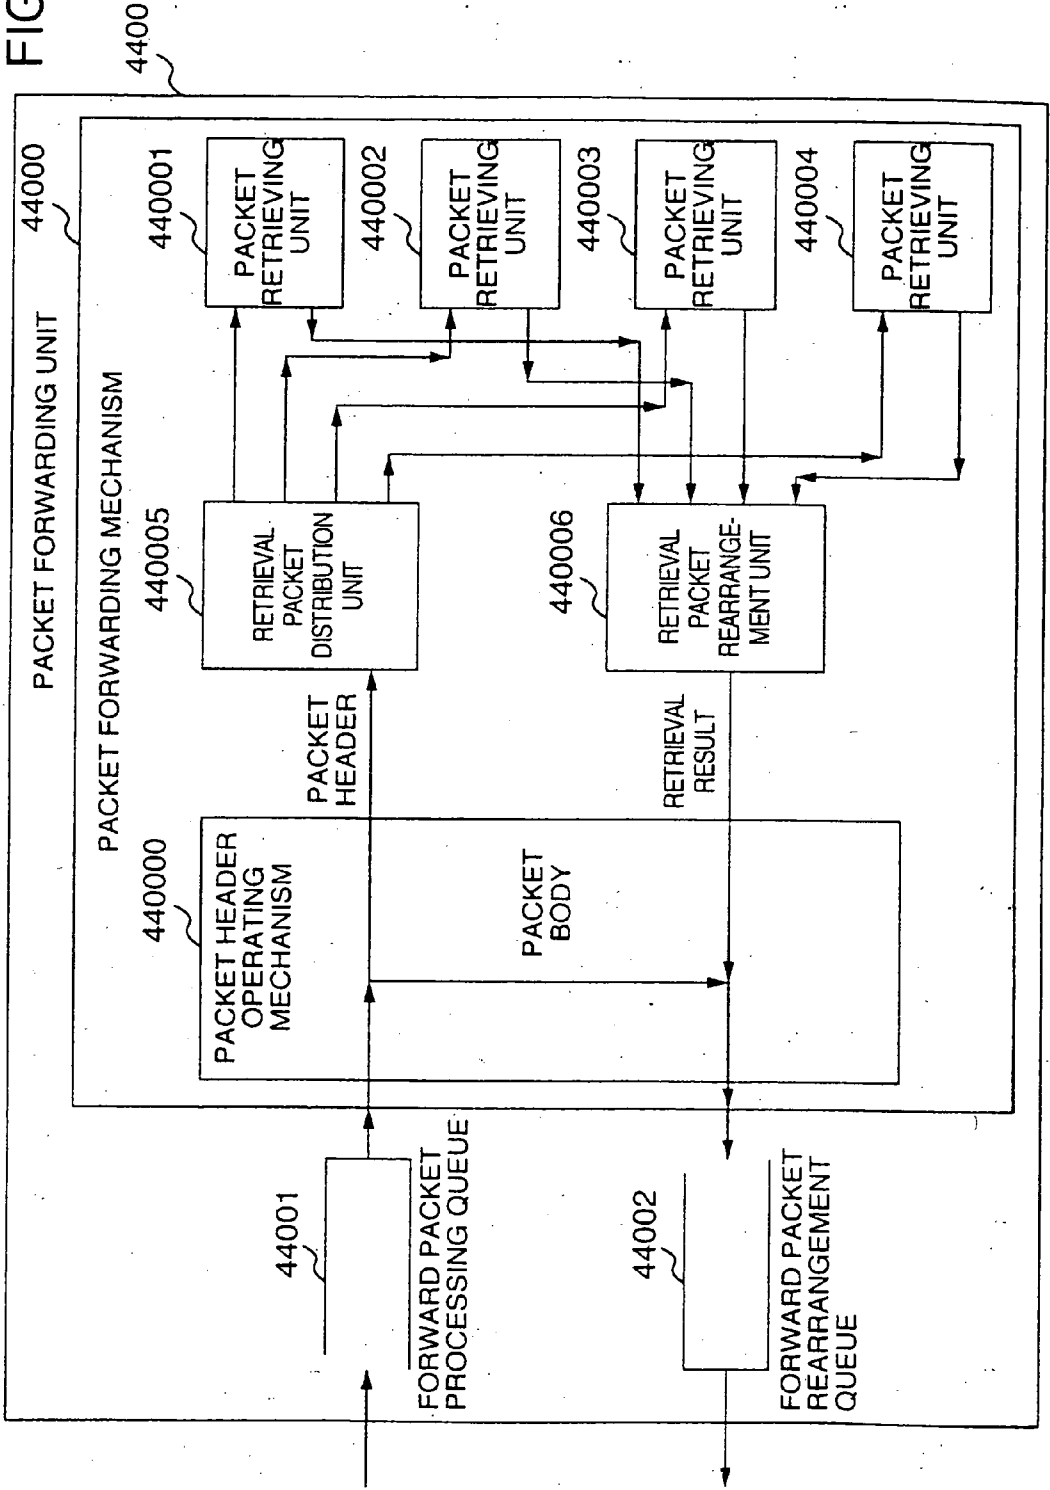 FIG
4400
PACKET FORWARDING UNIT
44000
PACKET FORWARDING MECHANISM
440000
PACKET HEADER
OPERATING
MECHANISM
PACKET
BODY
PACKET
HEADER
440005
RETRIEVAL
PACKET
DISTRIBUTION
UNIT
440001
PACKET
RETRIEVING
UNIT
440002
PACKET
RETRIEVING
UNIT
440003
PACKET
RETRIEVING
UNIT
440004
PACKET
RETRIEVING
UNIT
440006
RETRIEVAL
PACKET
REARRANGE-
MENT UNIT
RETRIEVAL
RESULT
44001
FORWARD PACKET
PROCESSING QUEUE
44002
FORWARD PACKET
REARRANGEMENT
QUEUE